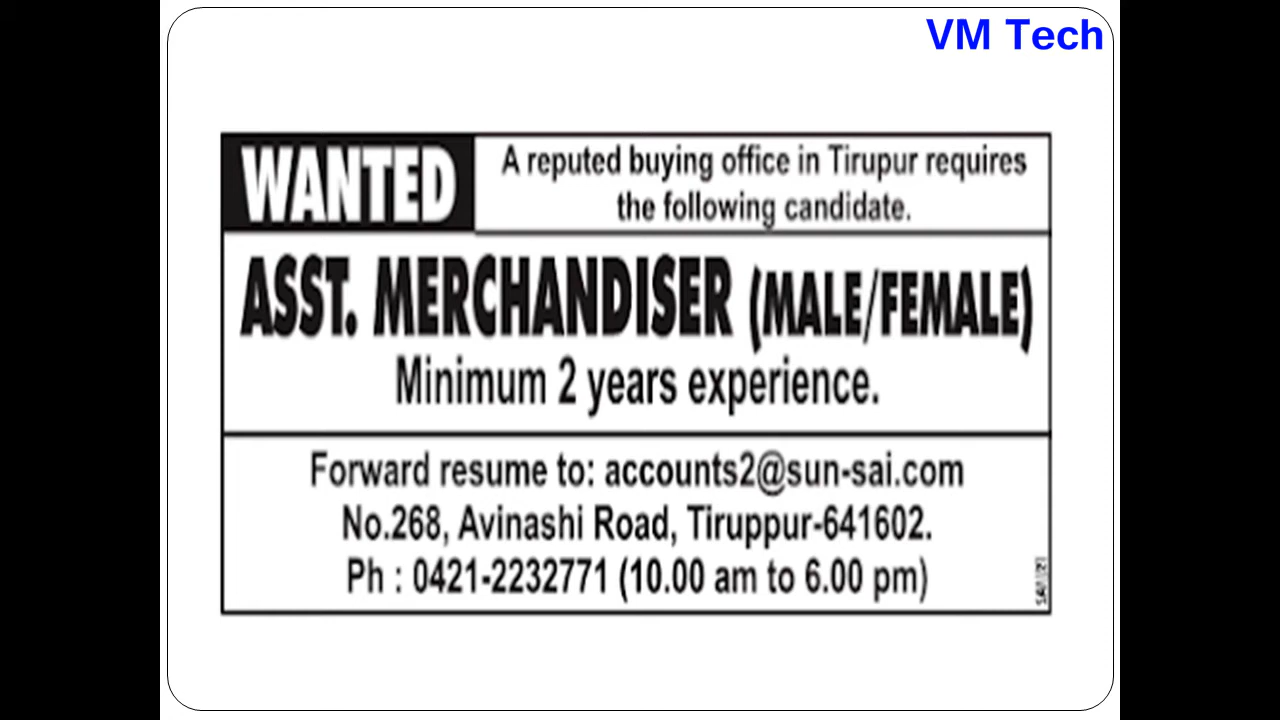 VM Tech
WANTED
A reputed buying office in Tirupur requires
the following candidate.
ASST. MERCHANDISER (MALE/FEMALE)
Minimum 2 years experience.
Forward resume to: accounts2@sun-sai.com
No.268, Avinashi Road, Tiruppur-641602.
Ph : 0421-2232771 (10.00 am to 6.00 pm)